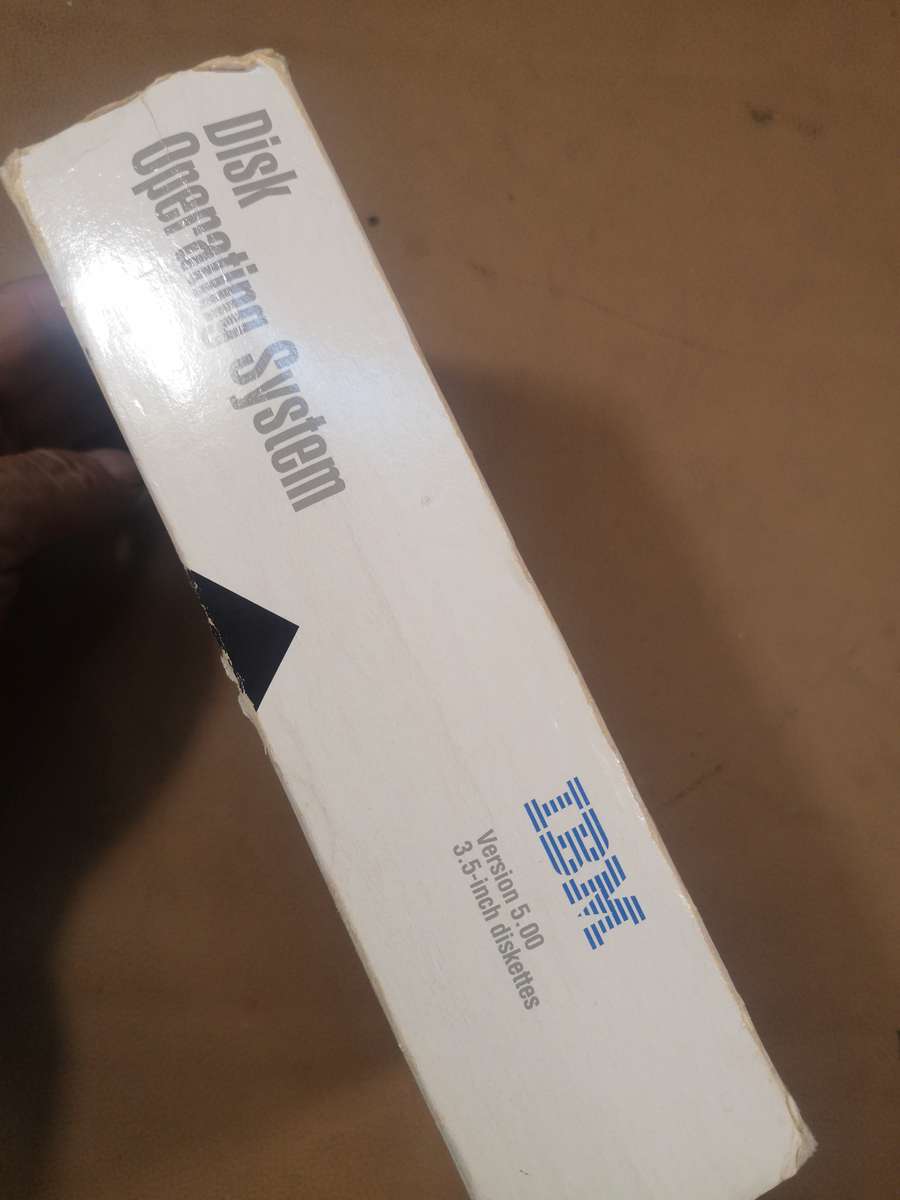 Disk
Operating System
IBM
Version 5.00
3.5-inch diskettes